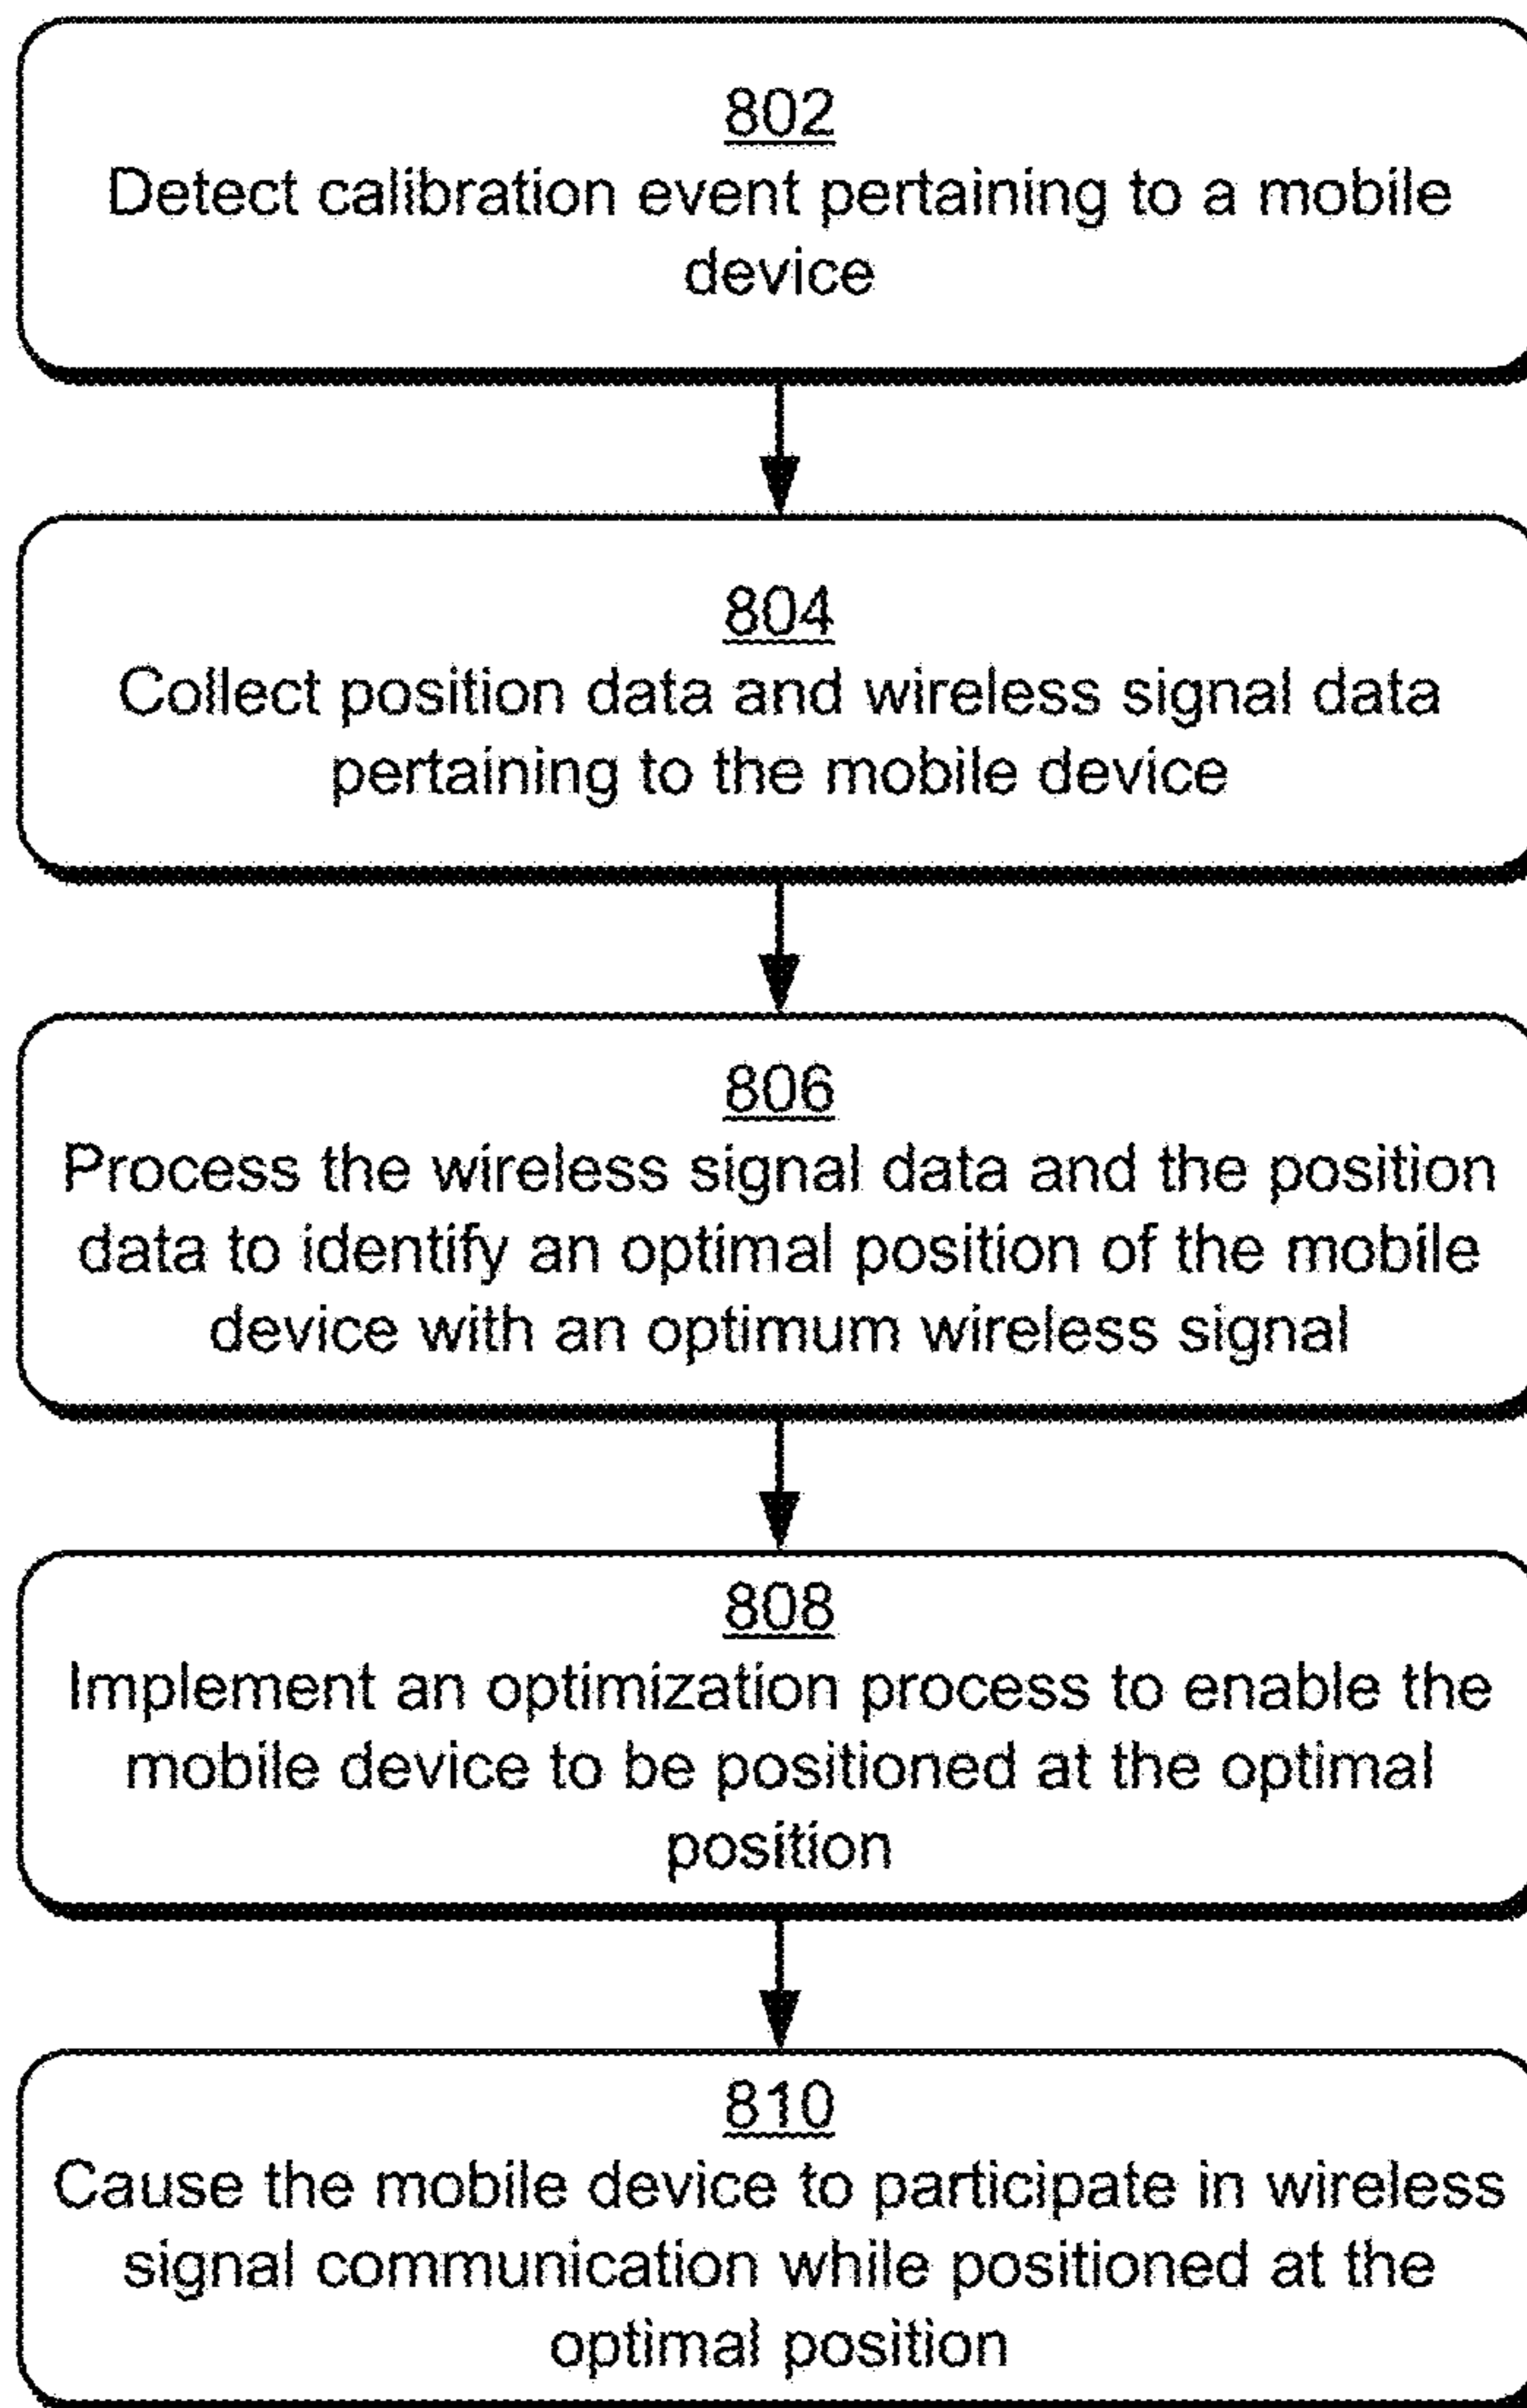 802
Detect calibration event pertaining to a mobile
device
804
Collect position data and wireless signal data
pertaining to the mobile device
806
Process the wireless signal data and the position
data to identify an optimal position of the mobile
device with an optimum wireless signal
808
Implement an optimization process to enable the
mobile device to be positioned at the optimal
position
810
Cause the mobile device to participate in wireless
signal communication while positioned at the
optimal position